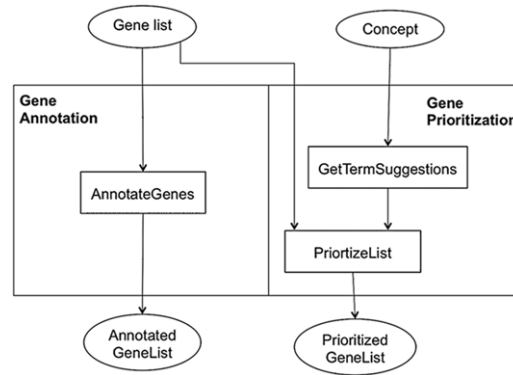 Gene list
Concept
Gene
Annotation
Gene
Prioritization
AnnotateGenes
GetTermSuggestions
PriortizeList
Annotated
GeneList
Prioritized
GeneList